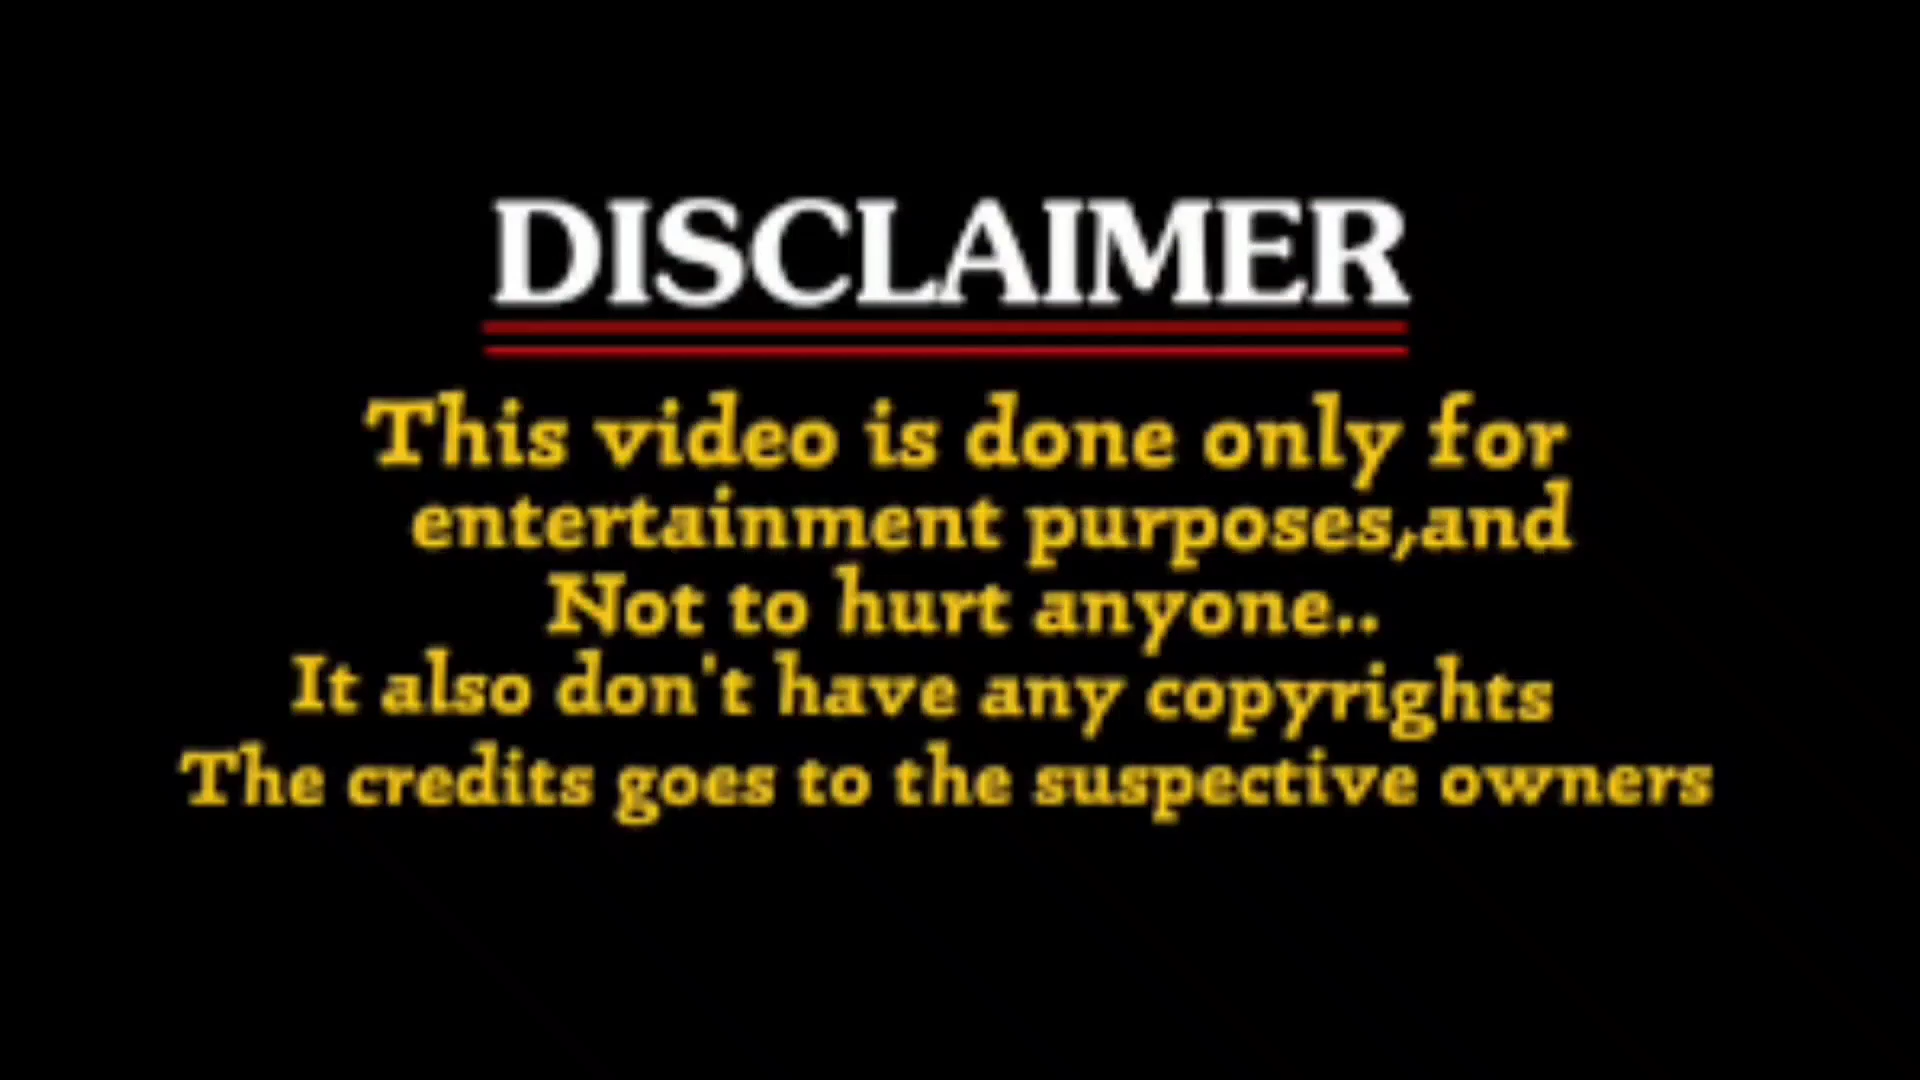 DISCLAIMER
This video is done only for
entertainment purposes,and
Not to hurt anyone..
It also don't have any copyrights
The credits goes to the suspective owners